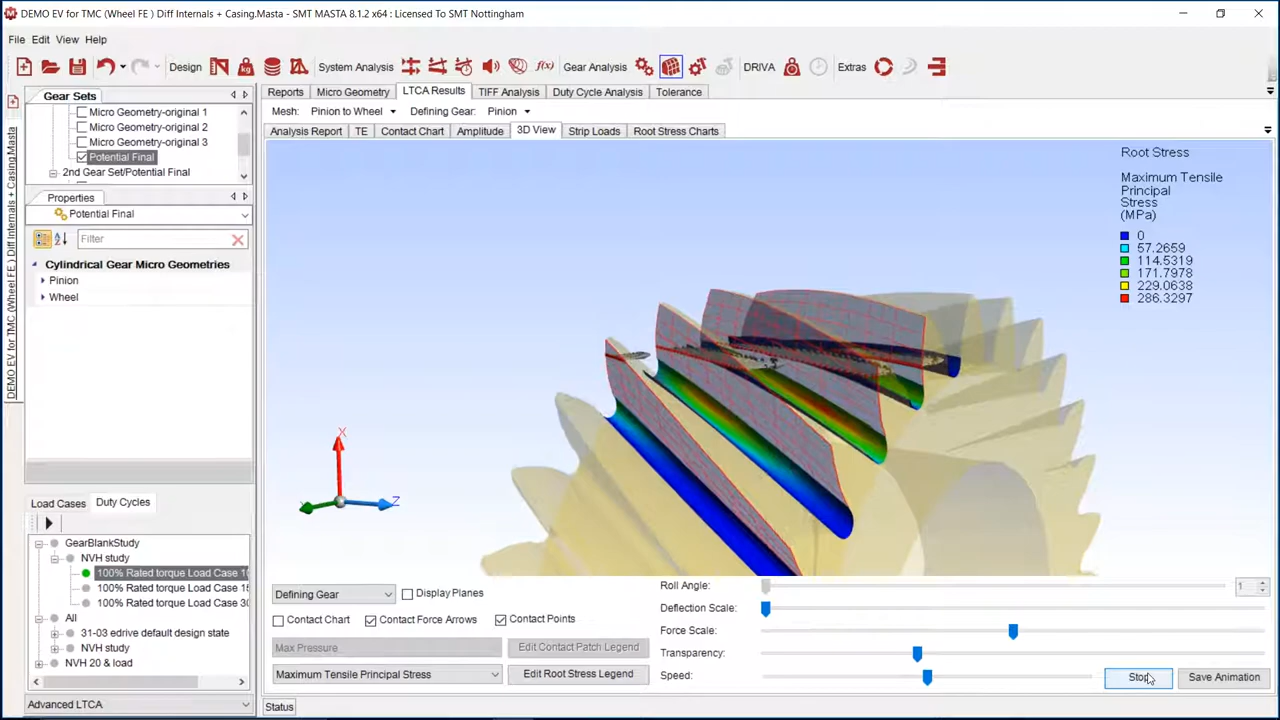 DEMO EV for TMC (Wheel FE ) Diff Internals + Casing.Masta - SMT MASTA 8.1.2 x64 : Licensed To SMT Nottingham
File Edit View Help
Design System Analysis f(x) Gear Analysis DRIVA Extras
Gear Sets
Micro Geometry-original 1
Micro Geometry-original 2
Micro Geometry-original 3
Potential Final
2nd Gear Set/Potential Final
DEMO EV for TMC (Wheel FE ) Diff Internals + Casing.Masta
Properties
Potential Final
Filter
Cylindrical Gear Micro Geometries
Pinion
Wheel
Load Cases Duty Cycles
GearBlankStudy
NVH study
100% Rated torque Load Case 10
100% Rated torque Load Case 15
100% Rated torque Load Case 30
All
31-03 edrive default design state
NVH study
NVH 20 & load
Advanced LTCA
Reports Micro Geometry LTCA Results TIFF Analysis Duty Cycle Analysis Tolerance
Mesh: Pinion to Wheel Defining Gear: Pinion
Analysis Report TE Contact Chart Amplitude 3D View Strip Loads Root Stress Charts
Root Stress
Maximum Tensile
Principal
Stress
(MPa)
0
57.2659
114.5319
171.7978
229.0638
286.3297
X
Z
Defining Gear Display Planes
Contact Chart Contact Force Arrows Contact Points
Max Pressure Edit Contact Patch Legend
Maximum Tensile Principal Stress Edit Root Stress Legend
Roll Angle: 1
Deflection Scale:
Force Scale:
Transparency:
Speed: Stop Save Animation
Status